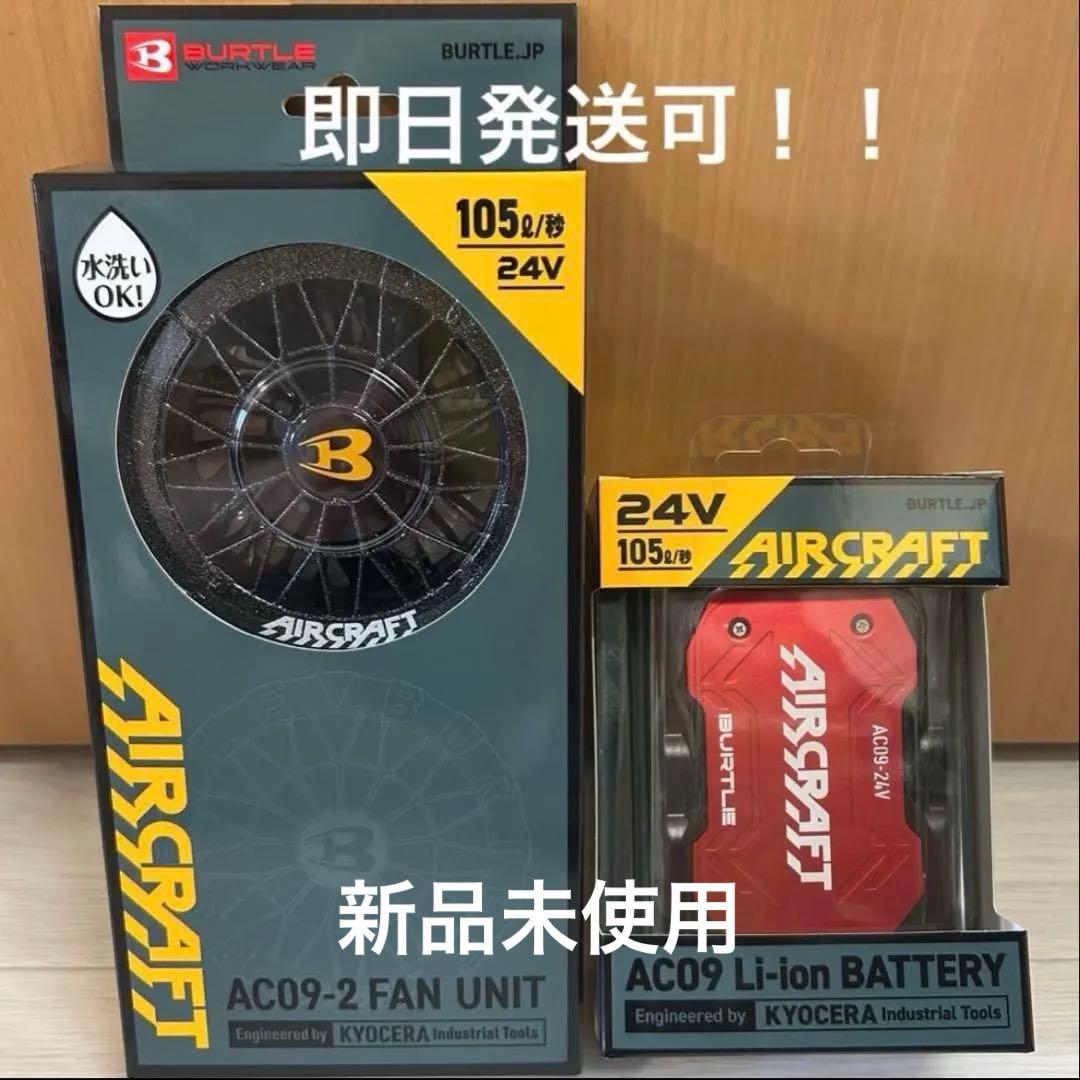 BURTLE
WORKWEAR
BURTLE.JP
即日発送可！！
105ℓ/秒
24V
水洗い
OK!
B
AIRCRAFT
AIRCRAFT
B
AC09-2 FAN UNIT
Engineered by KYOCERA Industrial Tools
新品未使用
24V
105ℓ/秒
BURTLE.JP
AIRCRAFT
AIRCRAFT
BURTLE
AC09-24V
AC09 Li-ion BATTERY
Engineered by KYOCERA Industrial Tools